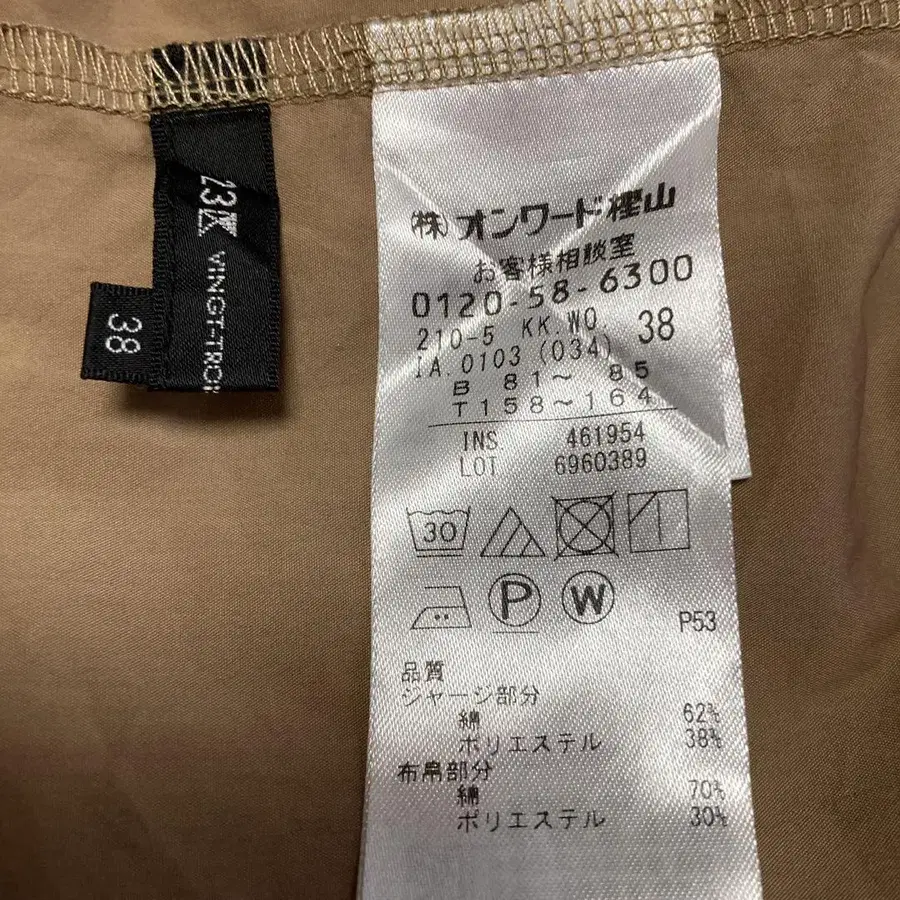 23区
VINGT-TROI
38
㈱オンワード樫山
お客様相談室
0120-58-6300
210-5 KK.WO. 38
IA.0103 (034)
B 81～ 85
T158～164
INS 461954
LOT 6960389
30
P W
P53
品質
ジャージ部分
綿 62%
ポリエステル 38%
布帛部分
綿 70%
ポリエステル 30%